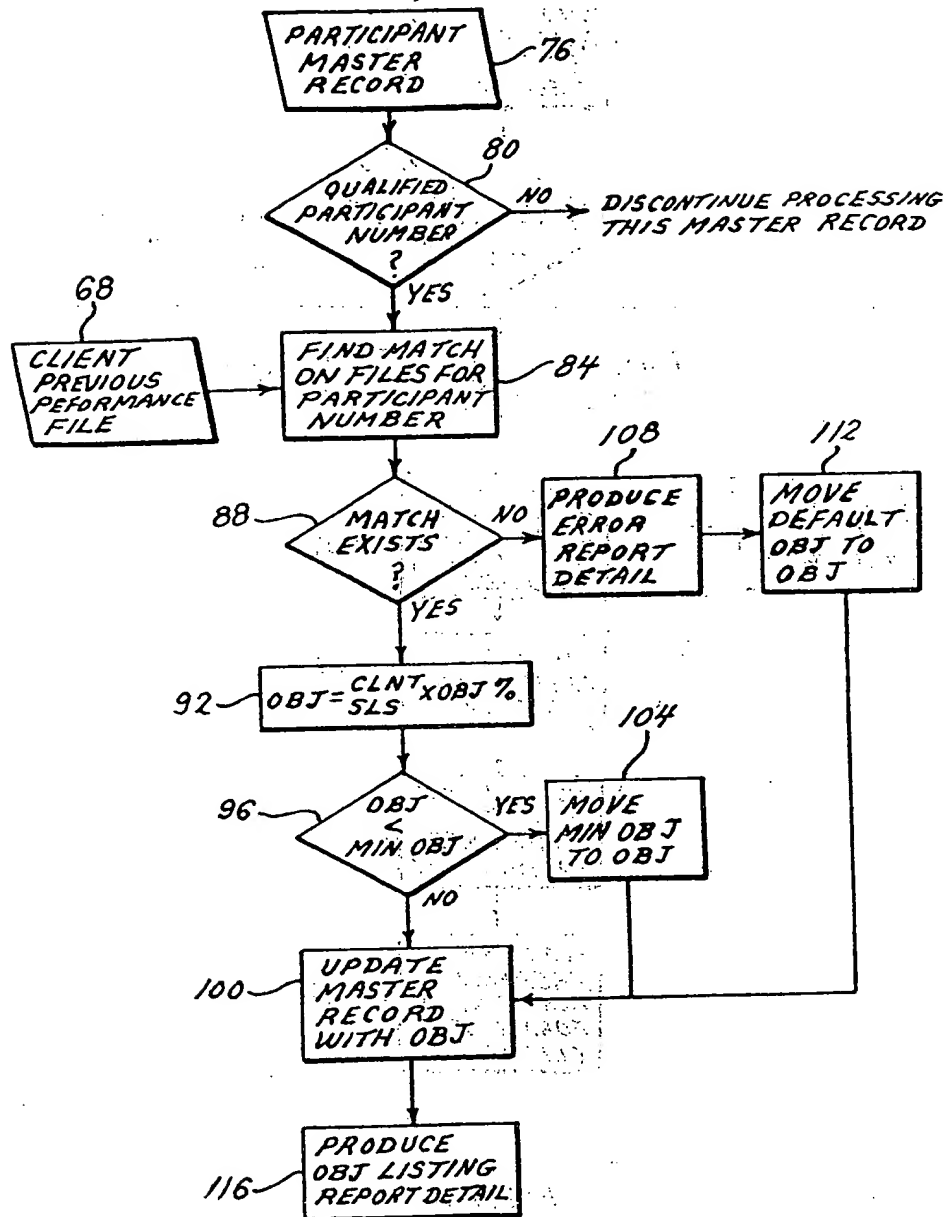 PARTICIPANT
MASTER
RECORD
76
80
QUALIFIED
PARTICIPANT
NUMBER
?
NO
DISCONTINUE PROCESSING
THIS MASTER RECORD
YES
68
CLIENT
PREVIOUS
PEFORMANCE
FILE
FIND MATCH
ON FILES FOR
PARTICIPANT
NUMBER
84
88
MATCH
EXISTS
?
NO
YES
108
PRODUCE
ERROR
REPORT
DETAIL
112
MOVE
DEFAULT
OBJ TO
OBJ
92
OBJ = CLNT SLS X OBJ %
96
OBJ
<
MIN OBJ
YES
NO
104
MOVE
MIN OBJ
TO OBJ
100
UPDATE
MASTER
RECORD
WITH OBJ
116
PRODUCE
OBJ LISTING
REPORT DETAIL